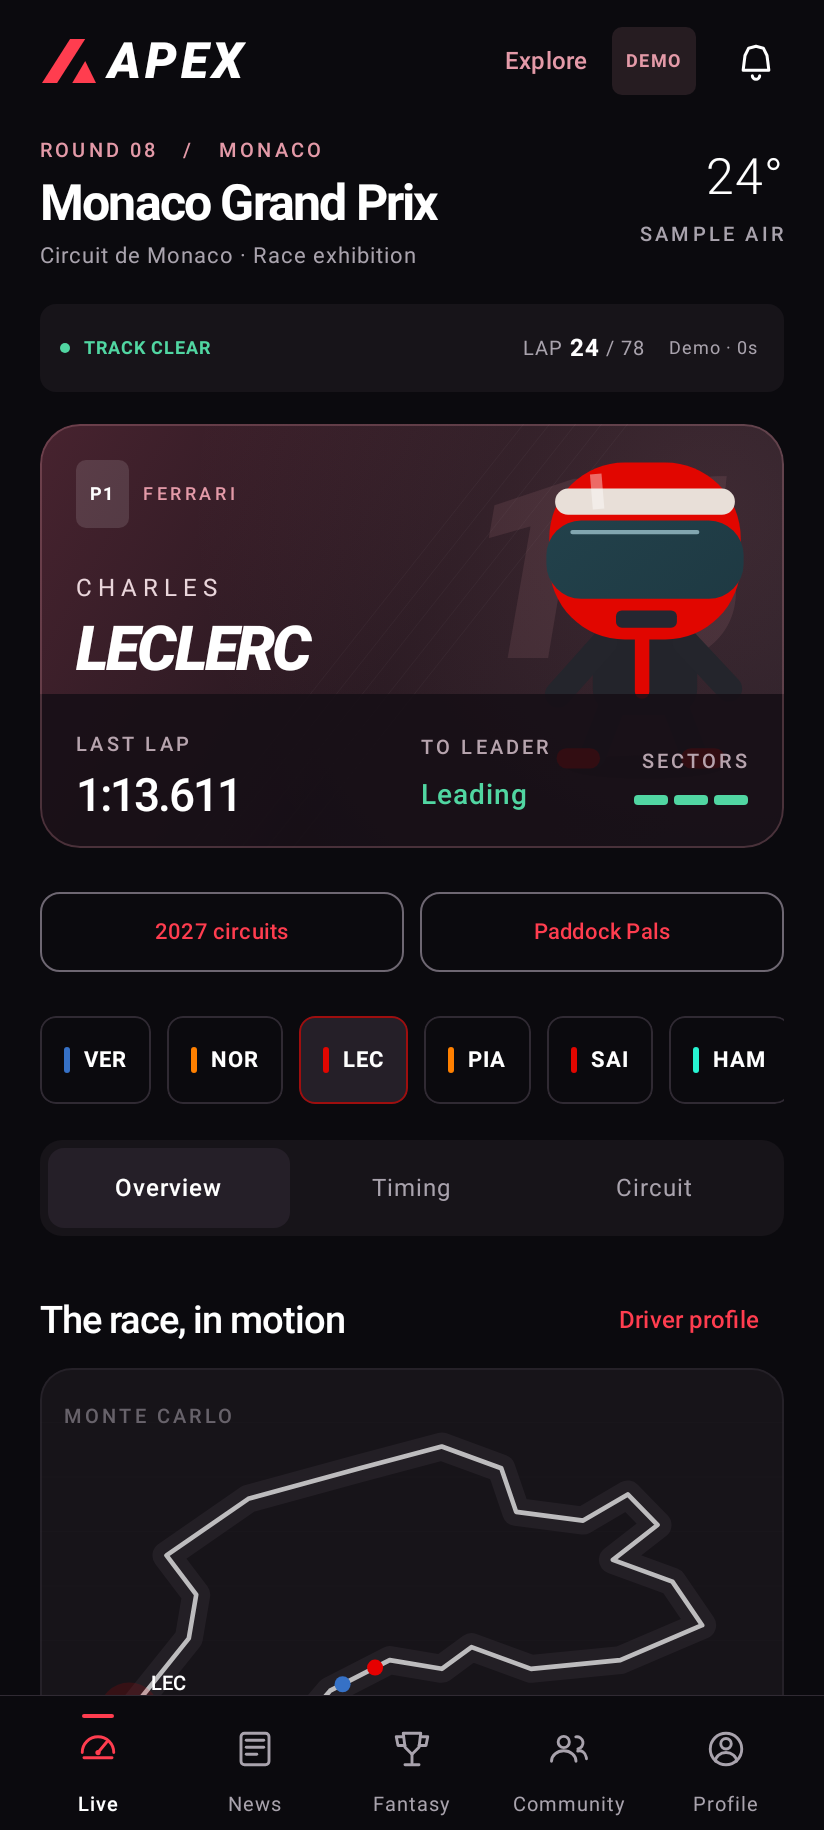 APEX
Explore
DEMO
ROUND 08 / MONACO
Monaco Grand Prix
Circuit de Monaco · Race exhibition
24°
SAMPLE AIR
TRACK CLEAR
LAP 24 / 78
Demo · 0s
P1
FERRARI
CHARLES
LECLERC
LAST LAP
1:13.611
TO LEADER
Leading
SECTORS
2027 circuits
Paddock Pals
VER
NOR
LEC
PIA
SAI
HAM
Overview
Timing
Circuit
The race, in motion
Driver profile
MONTE CARLO
LEC
Live
News
Fantasy
Community
Profile